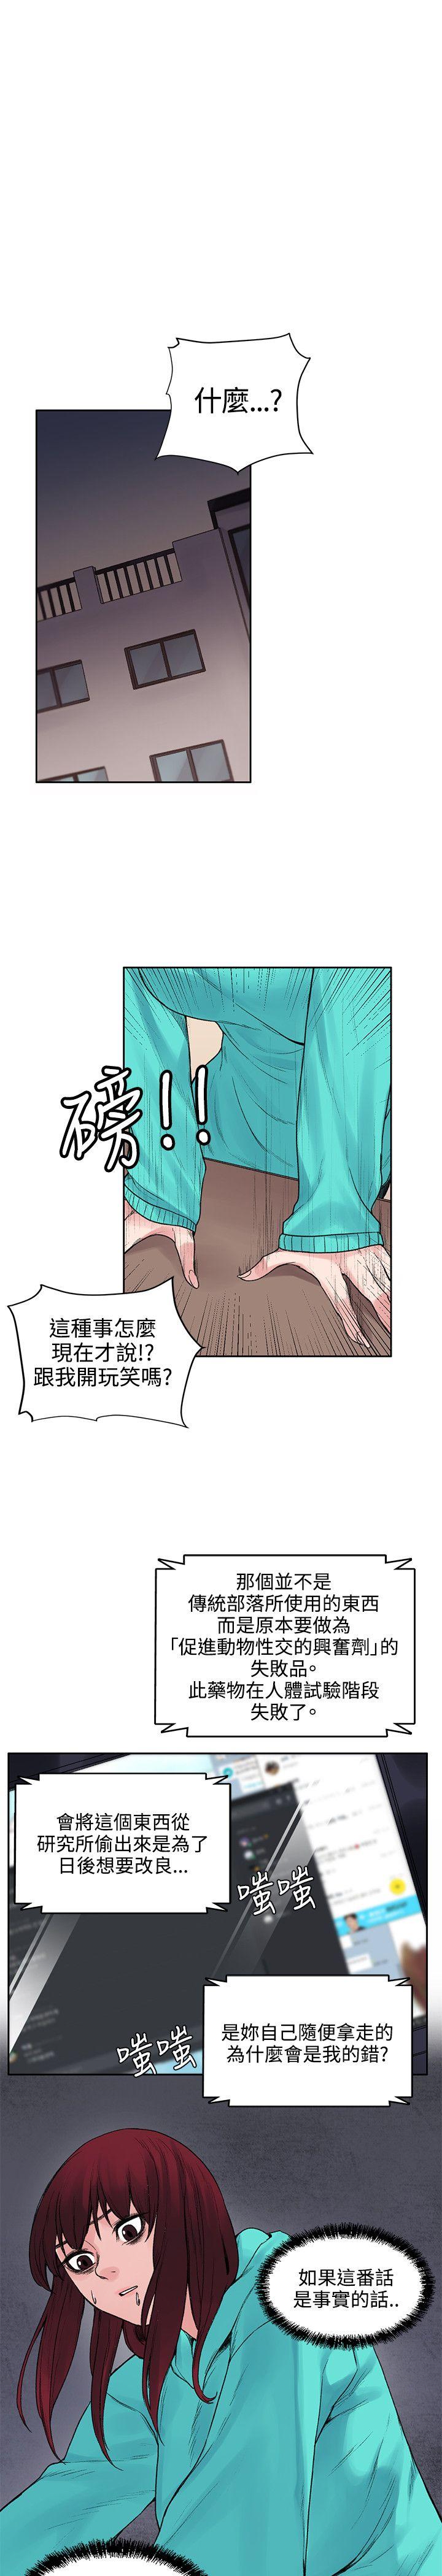 什麼...?
磅!!
這種事怎麼
現在才說!?
跟我開玩笑嗎?
那個並不是
傳統部落所使用的東西
而是原本要做為
「促進動物性交的興奮劑」的
失敗品。
此藥物在人體試驗階段
失敗了。
會將這個東西從
研究所偷出來是為了
日後想要改良...
嗤嗤
是妳自己隨便拿走的
為什麼會是我的錯?
嗤嗤
如果這番話
是事實的話..